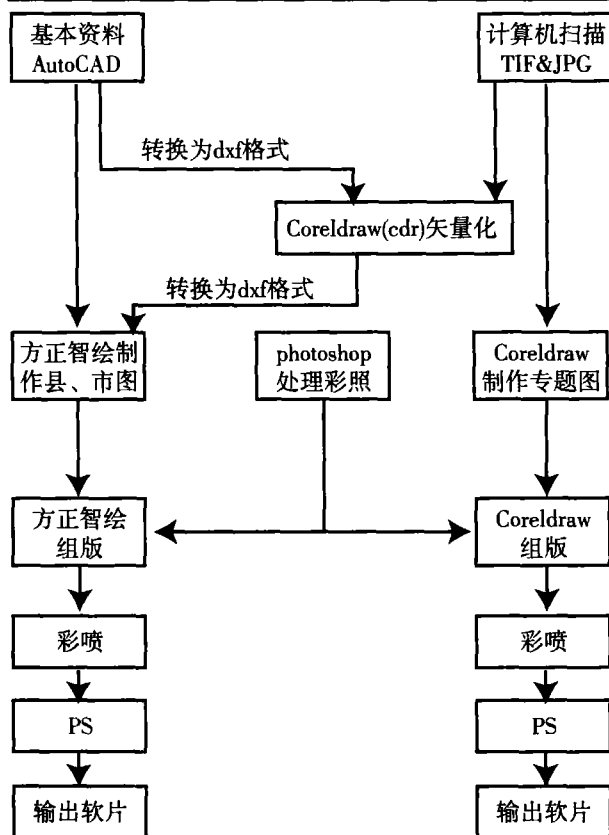 基本资料
AutoCAD
计算机扫描
TIF&JPG
转换为dxf格式
Coreldraw(cdr)矢量化
转换为dxf格式
方正智绘制
作县、市图
photoshop
处理彩照
Coreldraw
制作专题图
方正智绘
组版
Coreldraw
组版
彩喷
彩喷
PS
PS
输出软片
输出软片